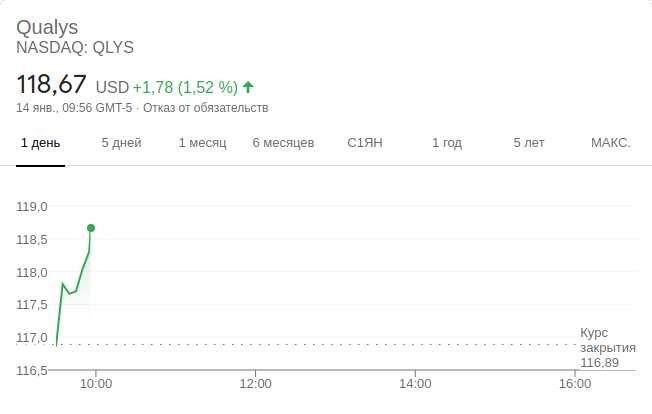 Qualys
NASDAQ: QLYS
118,67 USD +1,78 (1,52 %)
14 янв., 09:56 GMT-5 · Отказ от обязательств
1 день 5 дней 1 месяц 6 месяцев С1ЯН 1 год 5 лет МАКС.
119,0
118,5
118,0
117,5
117,0
116,5
Курс
закрытия
116,89
10:00 12:00 14:00 16:00